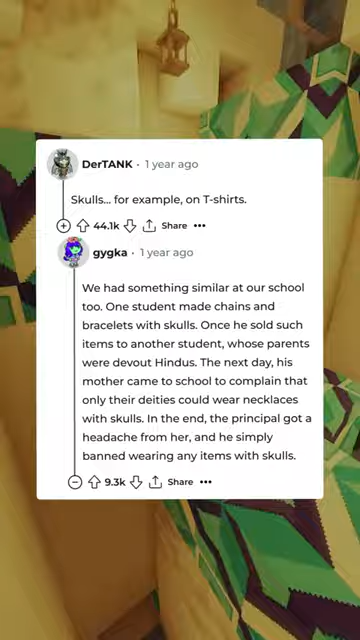 DerTANK · 1 year ago
Skulls... for example, on T-shirts.
44.1k Share
gygka · 1 year ago
We had something similar at our school
too. One student made chains and
bracelets with skulls. Once he sold such
items to another student, whose parents
were devout Hindus. The next day, his
mother came to school to complain that
only their deities could wear necklaces
with skulls. In the end, the principal got a
headache from her, and he simply
banned wearing any items with skulls.
9.3k Share